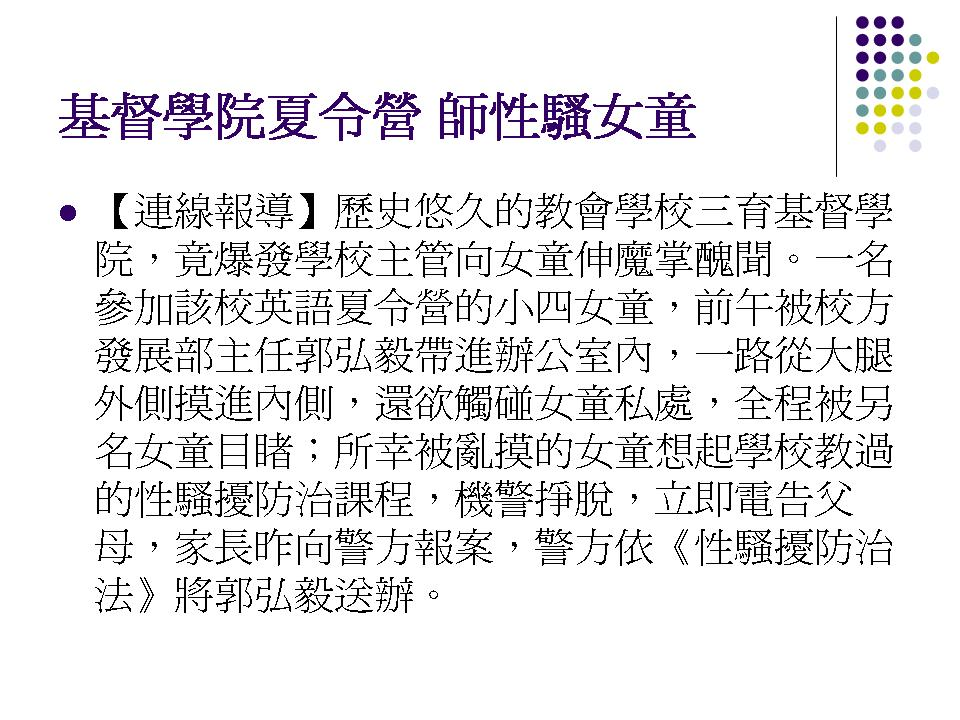 基督學院夏令營 師性騷女童
【連線報導】歷史悠久的教會學校三育基督學
院，竟爆發學校主管向女童伸魔掌醜聞。一名
參加該校英語夏令營的小四女童，前午被校方
發展部主任郭弘毅帶進辦公室內，一路從大腿
外側摸進內側，還欲觸碰女童私處，全程被另
名女童目睹；所幸被亂摸的女童想起學校教過
的性騷擾防治課程，機警掙脫，立即電告父
母，家長昨向警方報案，警方依《性騷擾防治
法》將郭弘毅送辦。